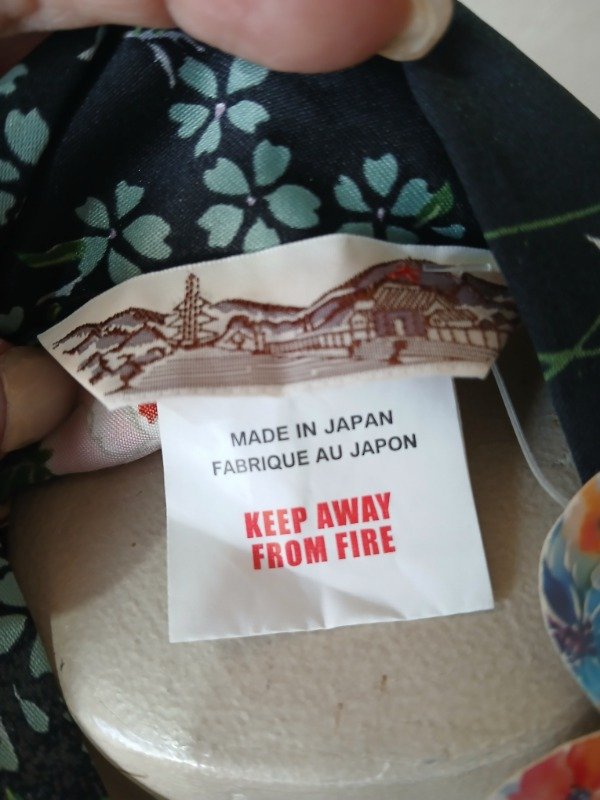 MADE IN JAPAN
FABRIQUE AU JAPON
KEEP AWAY
FROM FIRE